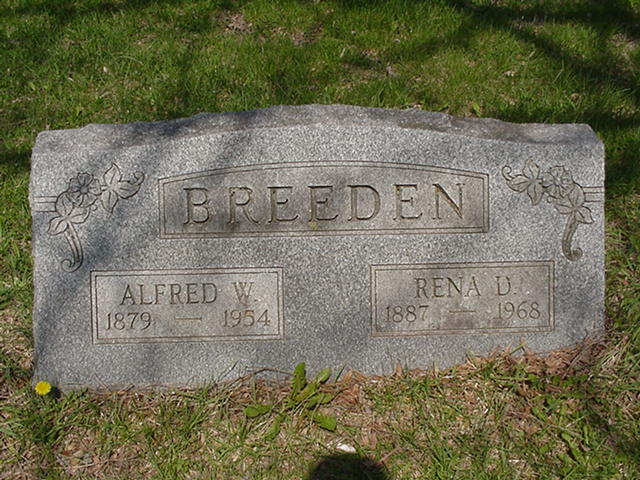 BREEDEN
ALFRED W.
1879 — 1954
RENA D.
1887 — 1968